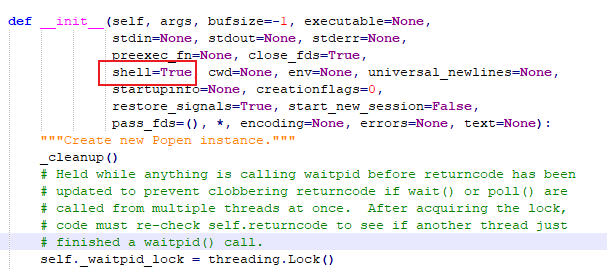 def __init__(self, args, bufsize=-1, executable=None,
stdin=None, stdout=None, stderr=None,
preexec_fn=None, close_fds=True,
shell=True cwd=None, env=None, universal_newlines=None,
startupinfo=None, creationflags=0,
restore_signals=True, start_new_session=False,
pass_fds=(), *, encoding=None, errors=None, text=None):
"""Create new Popen instance."""
_cleanup()
# Held while anything is calling waitpid before returncode has been
# updated to prevent clobbering returncode if wait() or poll() are
# called from multiple threads at once.  After acquiring the lock,
# code must re-check self.returncode to see if another thread just
# finished a waitpid() call.
self._waitpid_lock = threading.Lock()